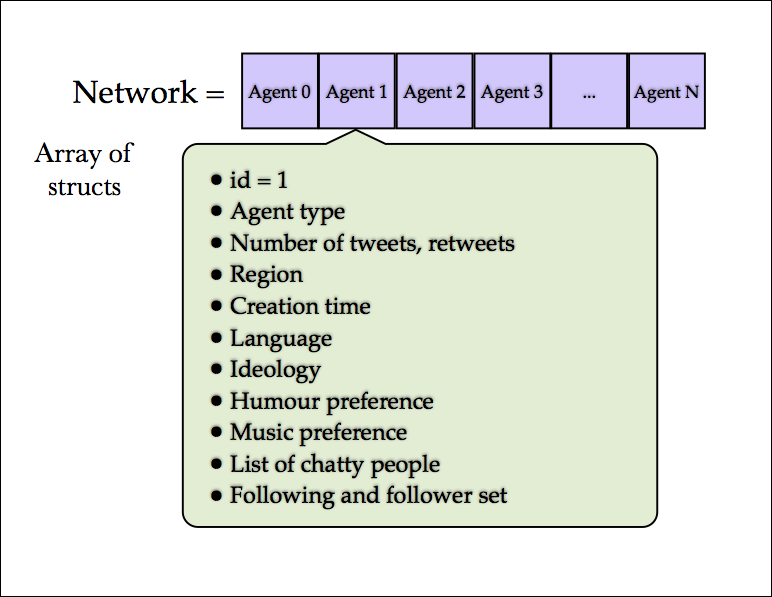 Network = Agent 0 Agent 1 Agent 2 Agent 3 ... Agent N
Array of
structs
• id = 1
• Agent type
• Number of tweets, retweets
• Region
• Creation time
• Language
• Ideology
• Humour preference
• Music preference
• List of chatty people
• Following and follower set